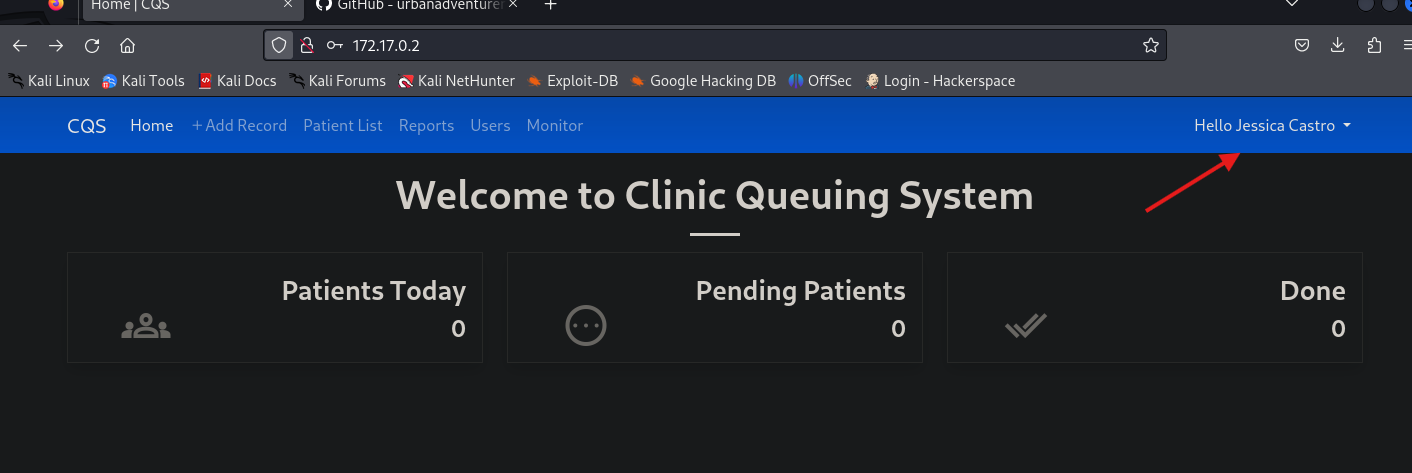 Home | CQS
GitHub - urbanadventurer
172.17.0.2
Kali Linux Kali Tools Kali Docs Kali Forums Kali NetHunter Exploit-DB Google Hacking DB OffSec Login - Hackerspace
CQS Home + Add Record Patient List Reports Users Monitor Hello Jessica Castro
Welcome to Clinic Queuing System
Patients Today
0
Pending Patients
0
Done
0